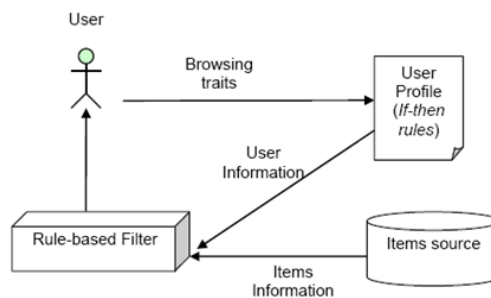 User
Browsing
traits
User
Profile
(If-then
rules)
User
Information
Rule-based Filter
Items source
Items
Information